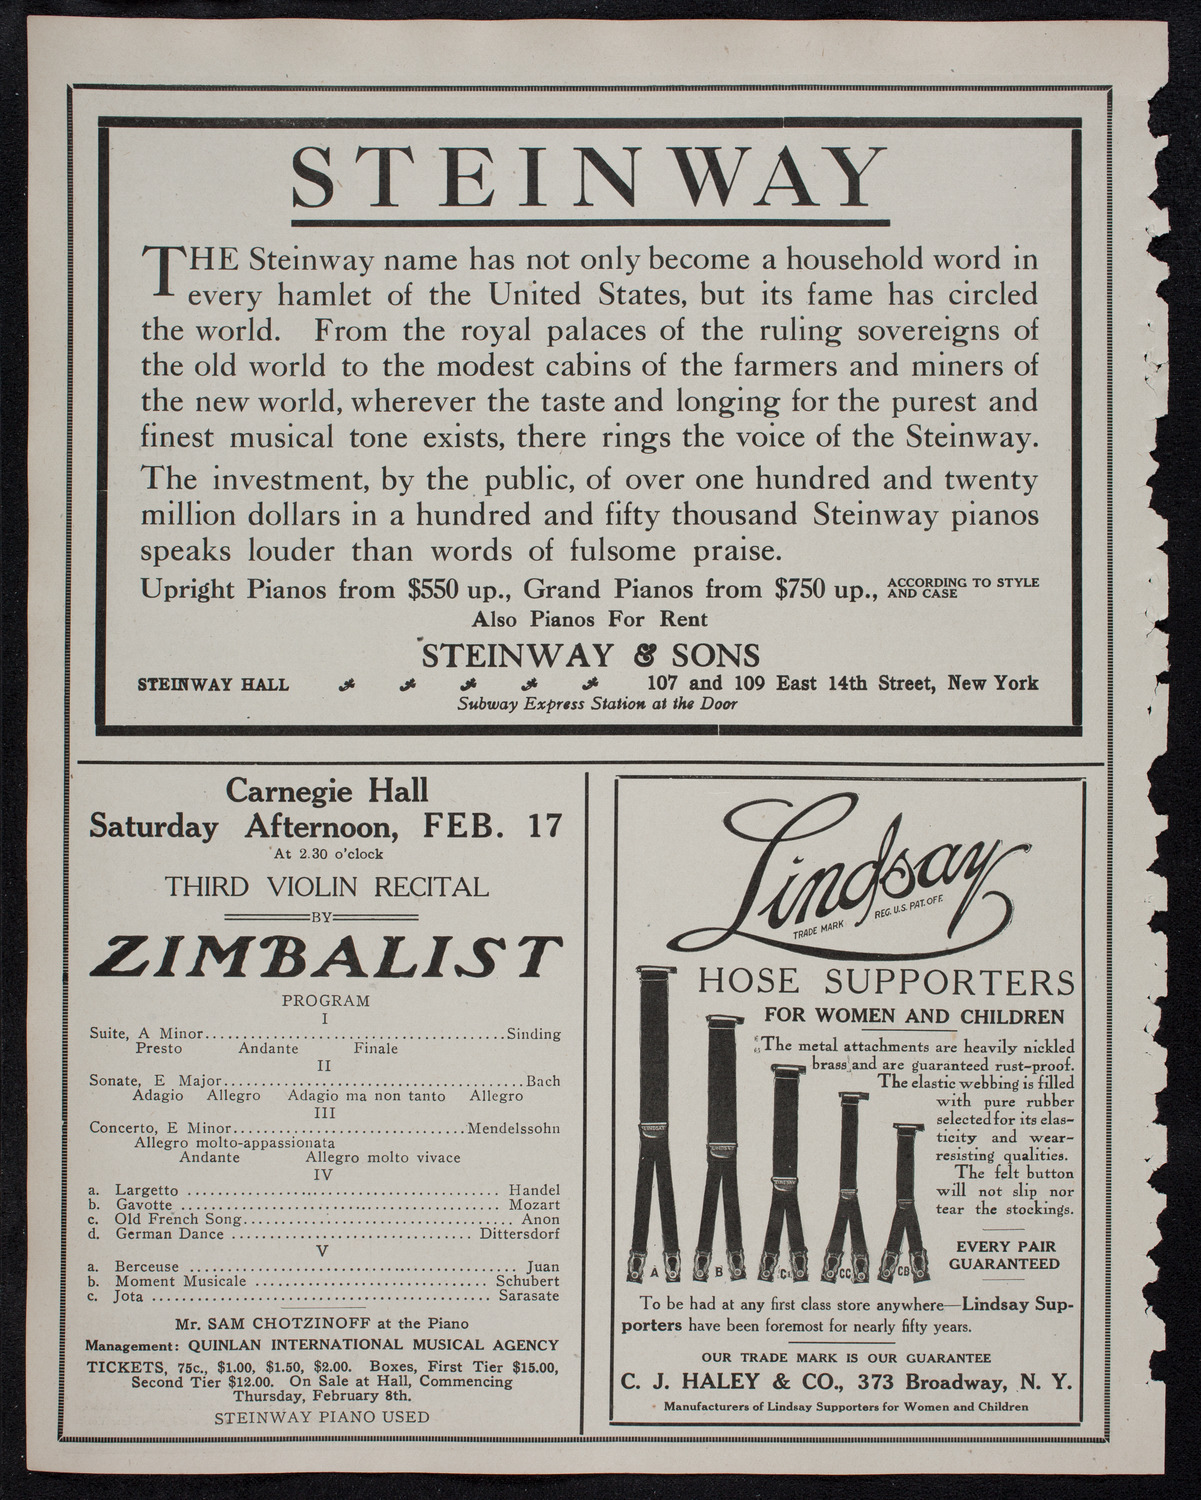 STEINWAY
THE Steinway name has not only become a household word in
every hamlet of the United States, but its fame has circled
the world. From the royal palaces of the ruling sovereigns of
the old world to the modest cabins of the farmers and miners of
the new world, wherever the taste and longing for the purest and
finest musical tone exists, there rings the voice of the Steinway.
The investment, by the public, of over one hundred and twenty
million dollars in a hundred and fifty thousand Steinway pianos
speaks louder than words of fulsome praise.
Upright Pianos from $550 up., Grand Pianos from $750 up., ACCORDING TO STYLE
AND CASE
Also Pianos For Rent
STEINWAY & SONS
STEINWAY HALL 107 and 109 East 14th Street, New York
Subway Express Station at the Door
Carnegie Hall
Saturday Afternoon, FEB. 17
At 2.30 o'clock
THIRD VIOLIN RECITAL
BY
ZIMBALIST
PROGRAM
I
Suite, A Minor........................................Sinding
Presto Andante Finale
II
Sonate, E Major........................................Bach
Adagio Allegro Adagio ma non tanto Allegro
III
Concerto, E Minor...............................Mendelssohn
Allegro molto-appassionata
Andante Allegro molto vivace
IV
a. Largetto ......................................... Handel
b. Gavotte .......................................... Mozart
c. Old French Song.................................... Anon
d. German Dance ................................ Dittersdorf
V
a. Berceuse ........................................... Juan
b. Moment Musicale ............................... Schubert
c. Jota ............................................. Sarasate
Mr. SAM CHOTZINOFF at the Piano
Management: QUINLAN INTERNATIONAL MUSICAL AGENCY
TICKETS, 75c., $1.00, $1.50, $2.00. Boxes, First Tier $15.00,
Second Tier $12.00. On Sale at Hall, Commencing
Thursday, February 8th.
STEINWAY PIANO USED
Lindsay
TRADE MARK REG. U.S. PAT. OFF.
HOSE SUPPORTERS
FOR WOMEN AND CHILDREN
The metal attachments are heavily nickled
brass and are guaranteed rust-proof.
The elastic webbing is filled
with pure rubber
selected for its elas-
ticity and wear-
resisting qualities.
The felt button
will not slip nor
tear the stockings.
EVERY PAIR
GUARANTEED
LINDSAY
LINDSAY
LINDSAY
A B C CC CB
To be had at any first class store anywhere—Lindsay Sup-
porters have been foremost for nearly fifty years.
OUR TRADE MARK IS OUR GUARANTEE
C. J. HALEY & CO., 373 Broadway, N. Y.
Manufacturers of Lindsay Supporters for Women and Children